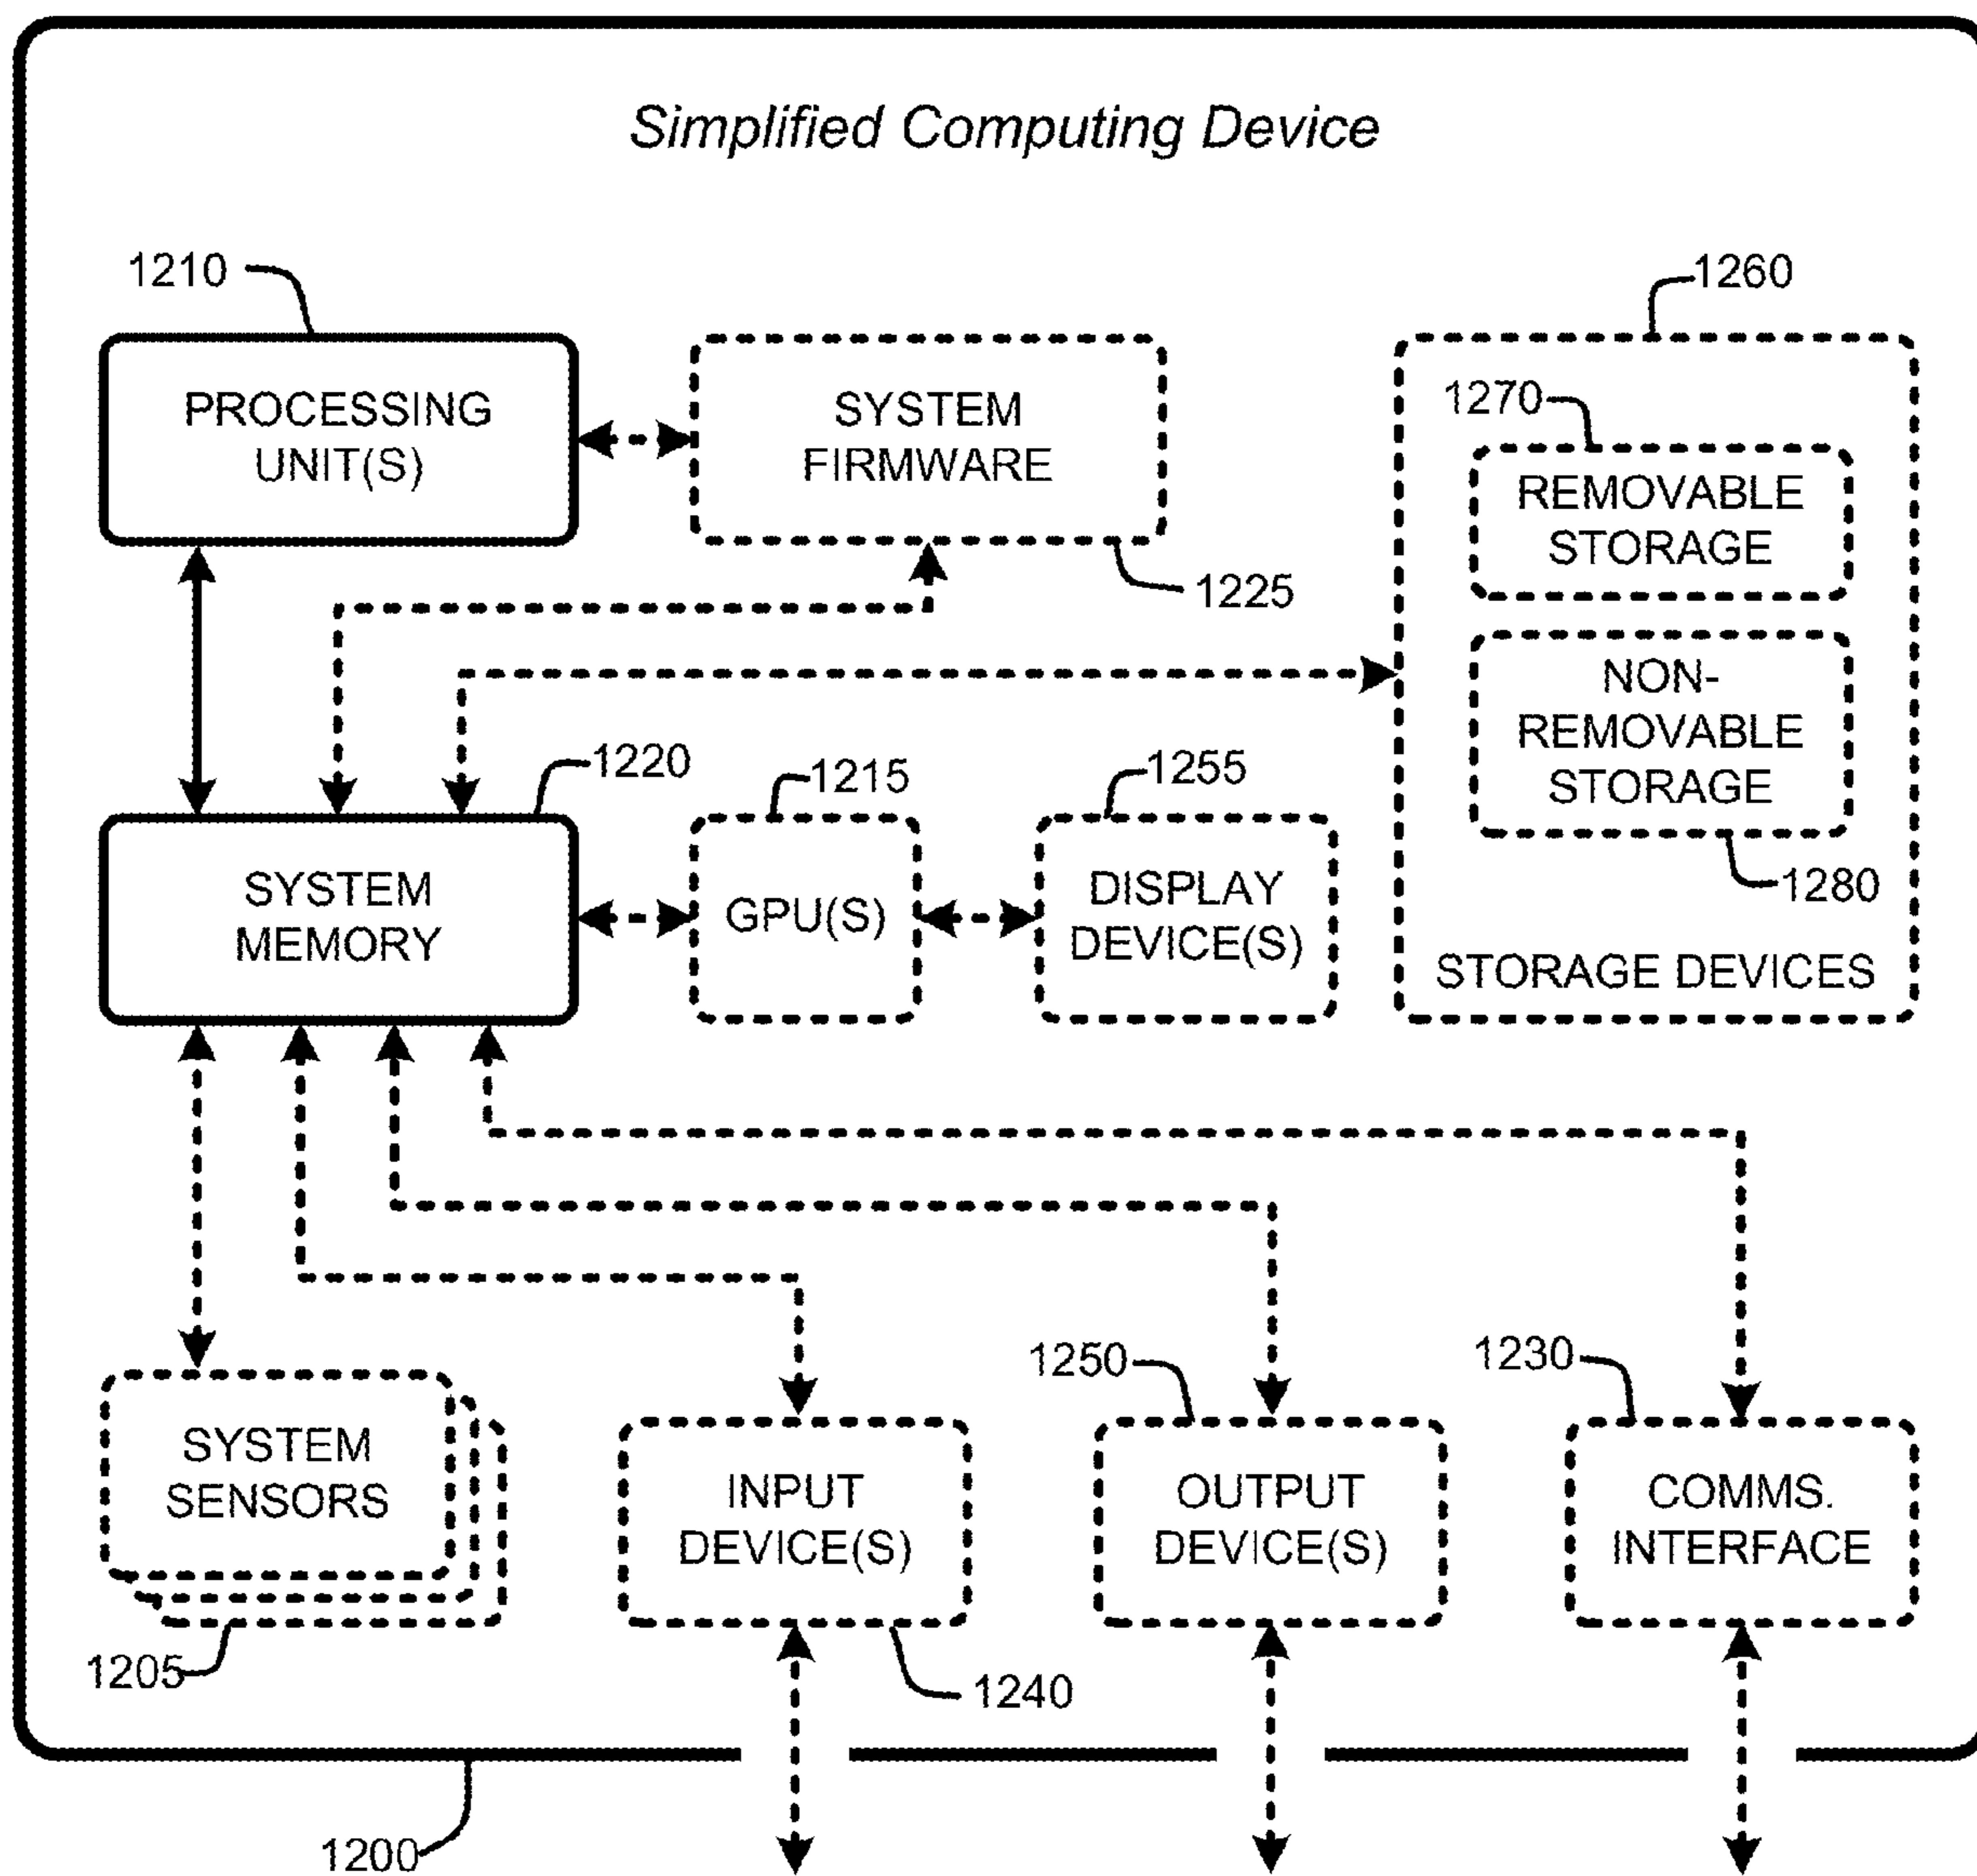 Simplified Computing Device
1210
1260
PROCESSING
UNIT(S)
SYSTEM
FIRMWARE
1270
REMOVABLE
STORAGE
1225
NON-
REMOVABLE
STORAGE
1220
1215
1255
1280
SYSTEM
MEMORY
GPU(S)
DISPLAY
DEVICE(S)
STORAGE DEVICES
1250
1230
SYSTEM
SENSORS
INPUT
DEVICE(S)
OUTPUT
DEVICE(S)
COMMS.
INTERFACE
1205
1240
1200